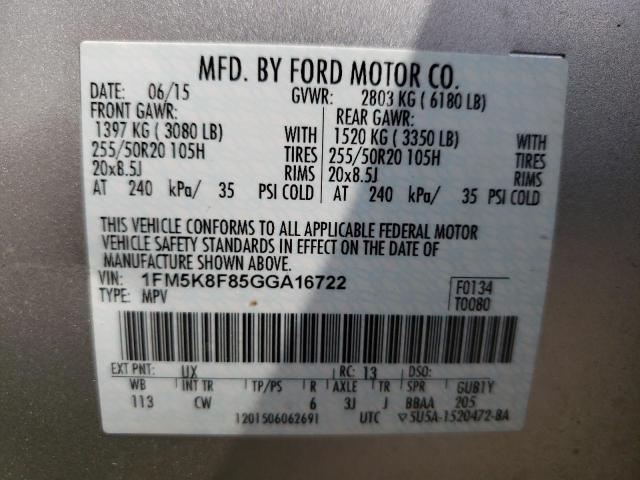 MFD. BY FORD MOTOR CO.
DATE: 06/15 GVWR: 2803 KG ( 6180 LB)
FRONT GAWR: REAR GAWR:
1397 KG ( 3080 LB) WITH 1520 KG ( 3350 LB) WITH
255/50R20 105H TIRES 255/50R20 105H TIRES
20x8.5J RIMS 20x8.5J RIMS
AT 240 kPa/ 35 PSI COLD AT 240 kPa/ 35 PSI COLD
THIS VEHICLE CONFORMS TO ALL APPLICABLE FEDERAL MOTOR
VEHICLE SAFETY STANDARDS IN EFFECT ON THE DATE OF
MANUFACTURE SHOWN ABOVE.
VIN: 1FM5K8F85GGA16722 F0134
TYPE: MPV T0080
EXT PNT: UX RC: 13 DSO:
WB INT TR TP/PS R AXLE TR SPR GUB1Y
113 CW 6 3J J BBAA 205
1201506062691 UTC 5U5A-1520472-BA